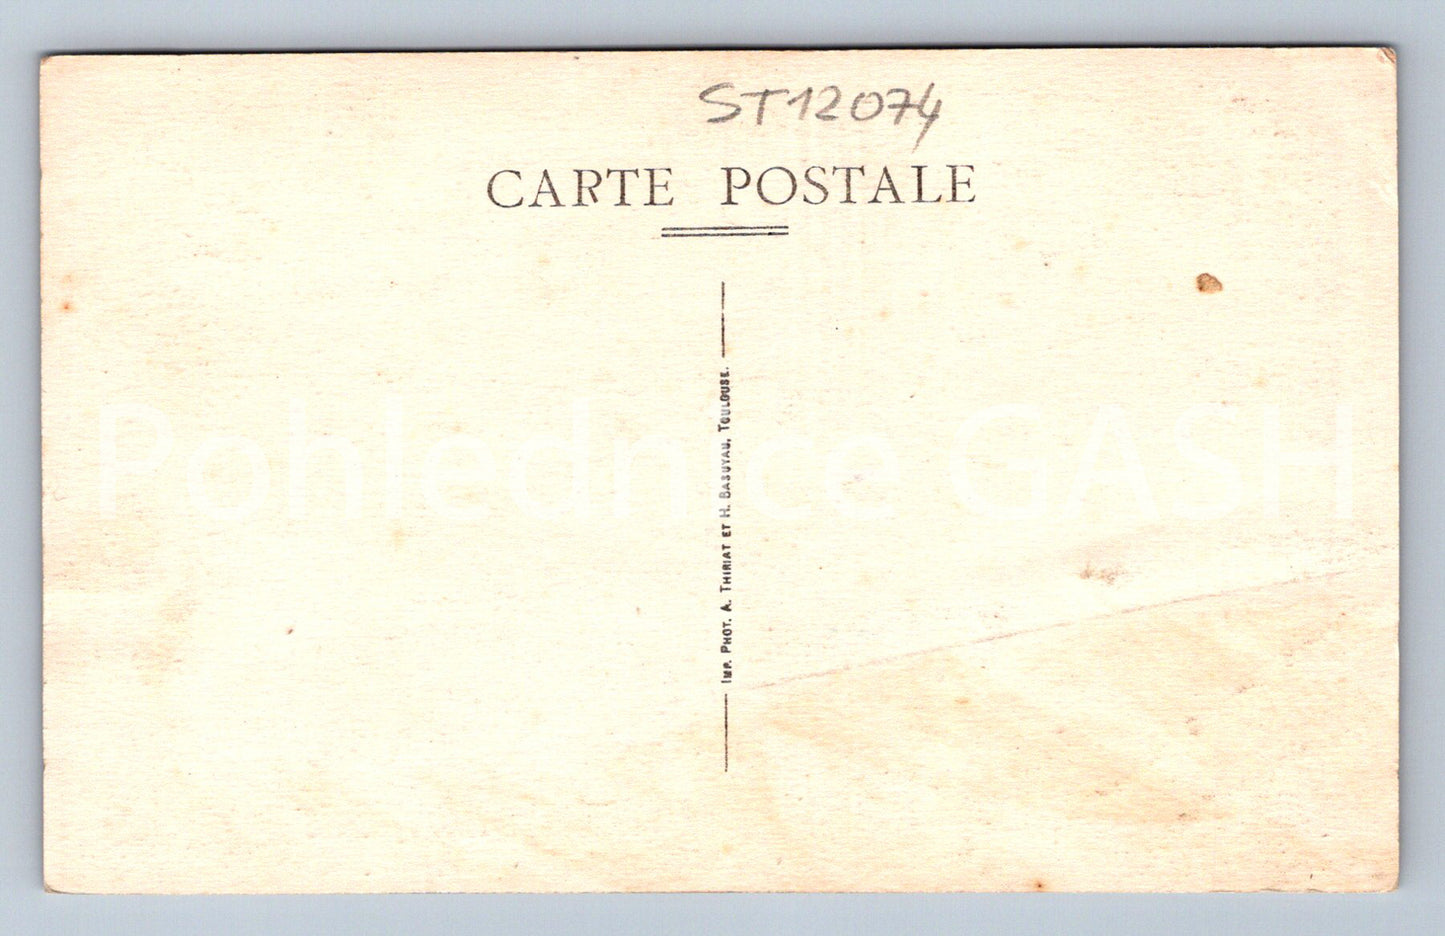 ST12074
CARTE POSTALE
IMP. PHOT. A. THIRIAT ET H. BASUYAU, TOULOUSE.
Pohlednice GASH